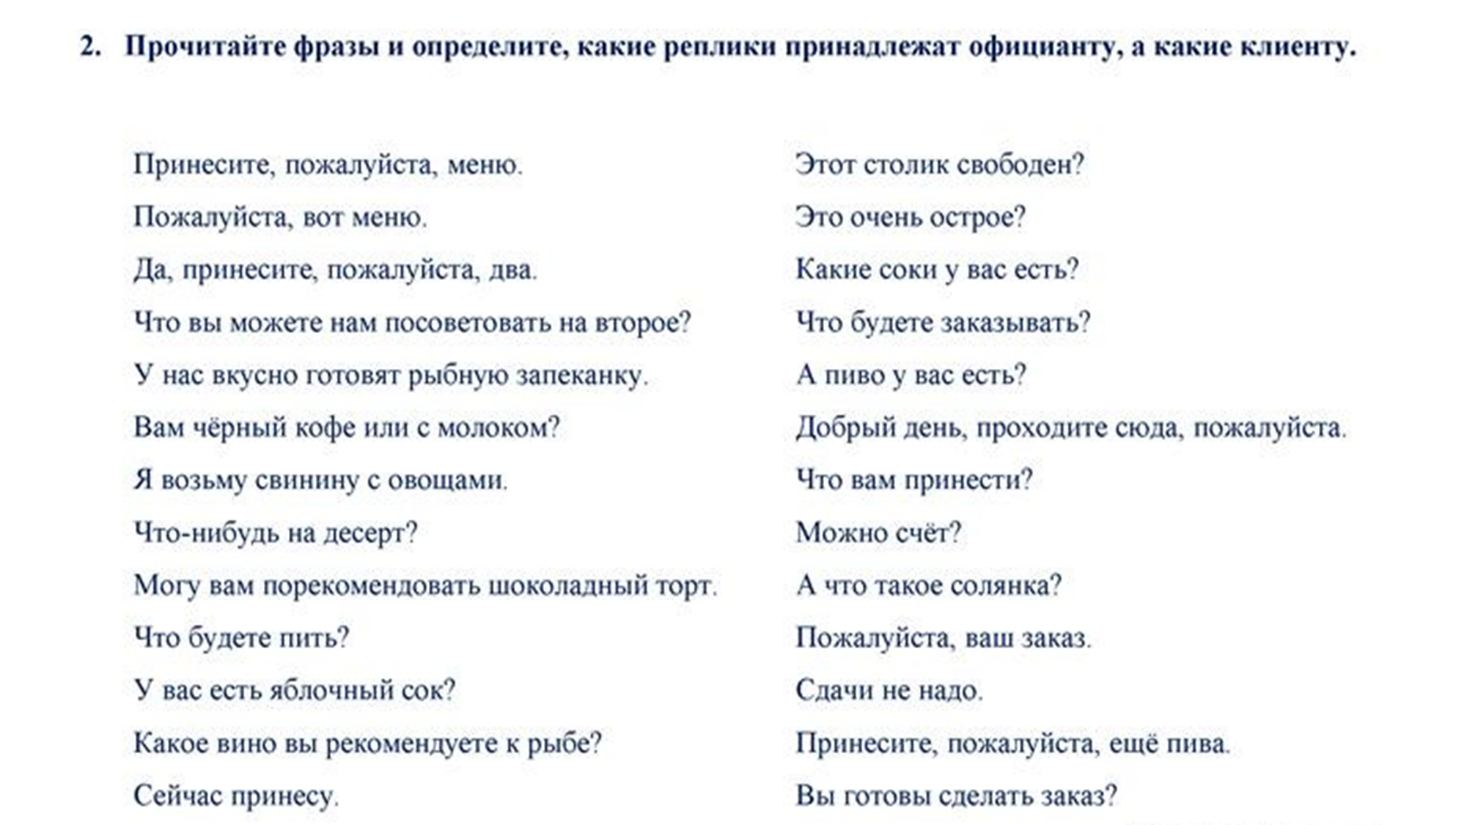 2. Прочитайте фразы и определите, какие реплики принадлежат официанту, а какие клиенту.
Принесите, пожалуйста, меню.
Пожалуйста, вот меню.
Да, принесите, пожалуйста, два.
Что вы можете нам посоветовать на второе?
У нас вкусно готовят рыбную запеканку.
Вам чёрный кофе или с молоком?
Я возьму свинину с овощами.
Что-нибудь на десерт?
Могу вам порекомендовать шоколадный торт.
Что будете пить?
У вас есть яблочный сок?
Какое вино вы рекомендуете к рыбе?
Сейчас принесу.
Этот столик свободен?
Это очень острое?
Какие соки у вас есть?
Что будете заказывать?
А пиво у вас есть?
Добрый день, проходите сюда, пожалуйста.
Что вам принести?
Можно счёт?
А что такое солянка?
Пожалуйста, ваш заказ.
Сдачи не надо.
Принесите, пожалуйста, ещё пива.
Вы готовы сделать заказ?